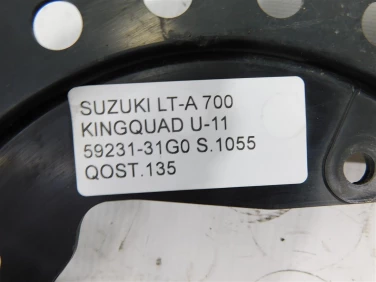 SUZUKI LT-A 700
KINGQUAD U-11
59231-31G0 S.1055
QOST.135